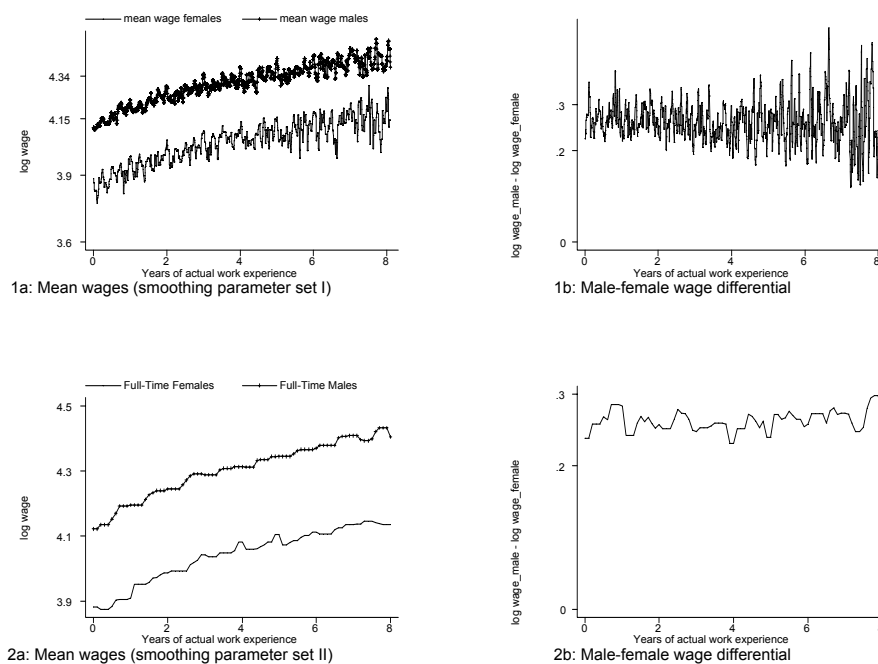 mean wage females mean wage males
log wage
4.34
4.15
3.9
3.6
0 2 4 6 8
Years of actual work experience
1a: Mean wages (smoothing parameter set I)
log wage_male - log wage_female
.3
.2
0
0 2 4 6 8
Years of actual work experience
1b: Male-female wage differential
Full-Time Females Full-Time Males
log wage
4.5
4.3
4.1
3.9
0 2 4 6 8
Years of actual work experience
2a: Mean wages (smoothing parameter set II)
log wage_male - log wage_female
.3
.2
0
0 2 4 6
Years of actual work experience
2b: Male-female wage differential